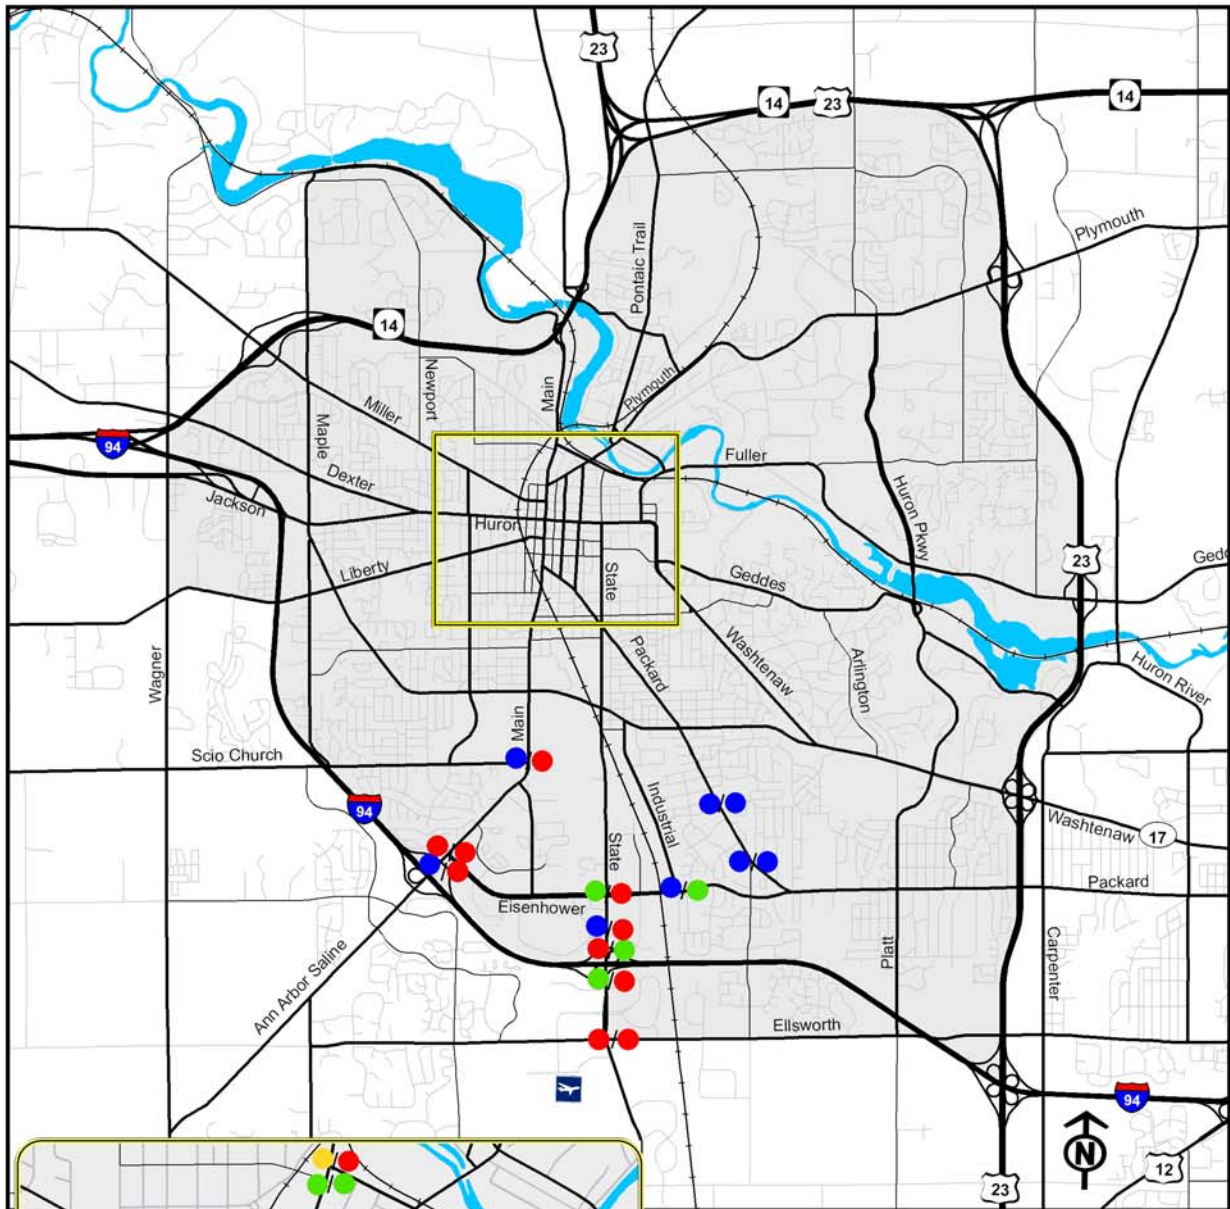 23
14
23
14
Plymouth
Pontaic Trail
14
Newport
Main
Plymouth
Miller
Maple
94
Dexter
Fuller
Jackson
Huron Pkwy
Huron
Liberty
State
Geddes
23
Wagner
Packard
Washtenaw
Arlington
Huron River
Main
Scio Church
94
Industrial
State
Washtenaw
17
Packard
Eisenhower
Platt
Carpenter
Ann Arbor Saline
Ellsworth
94
N
12
23